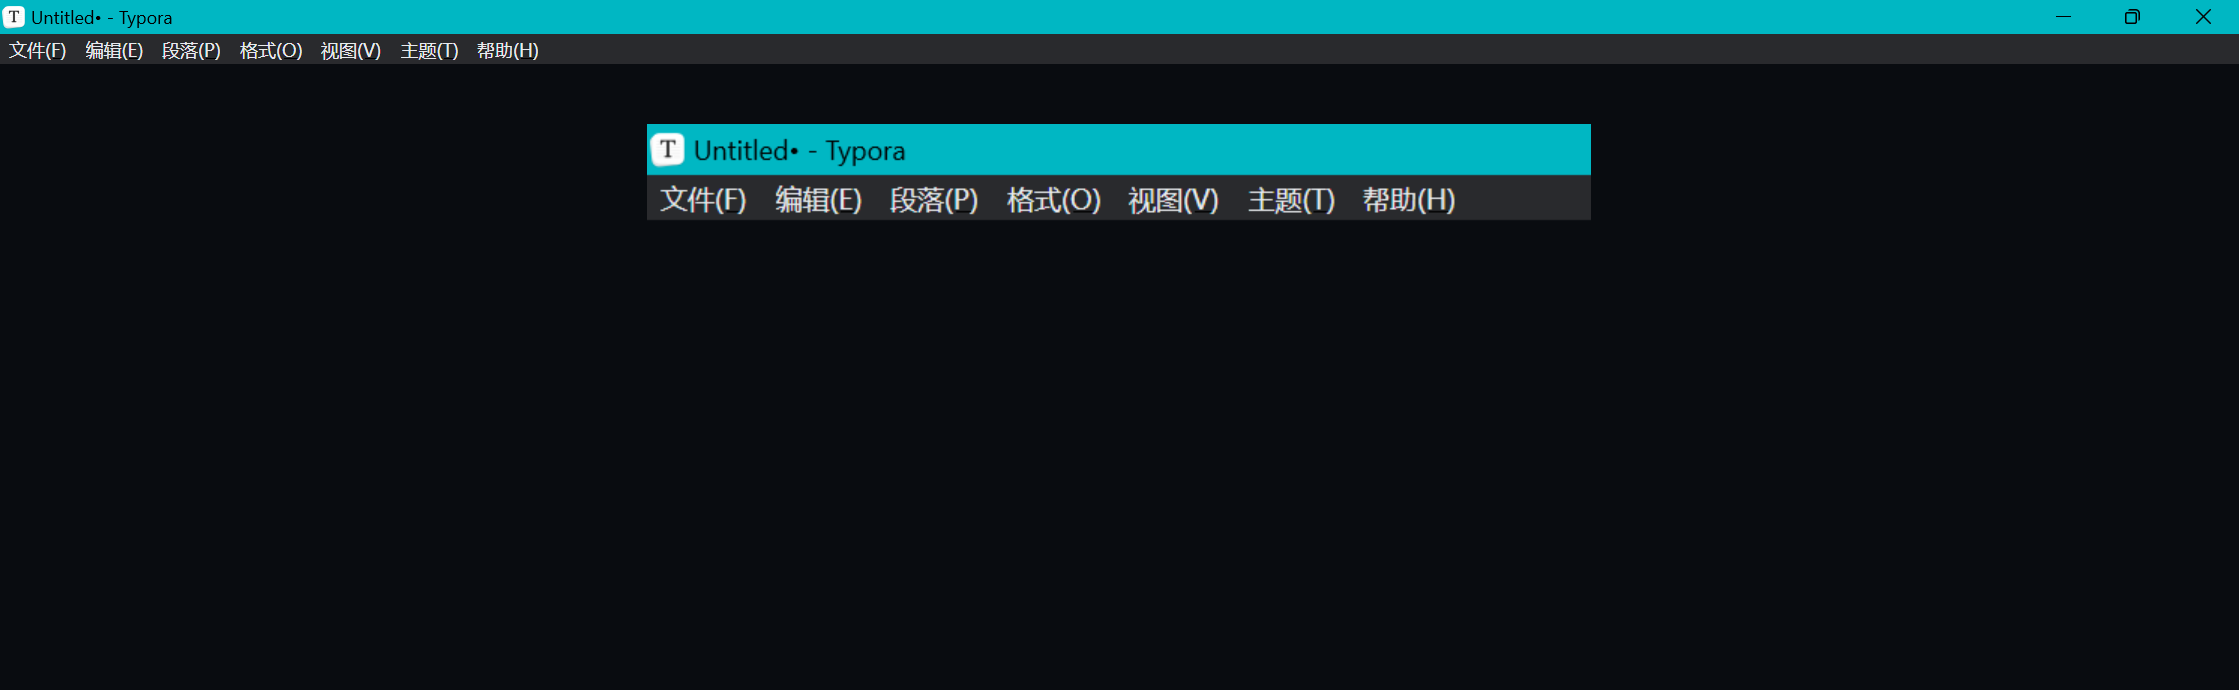 T Untitled• - Typora
文件(F) 编辑(E) 段落(P) 格式(O) 视图(V) 主题(T) 帮助(H)
T Untitled• - Typora
文件(F) 编辑(E) 段落(P) 格式(O) 视图(V) 主题(T) 帮助(H)